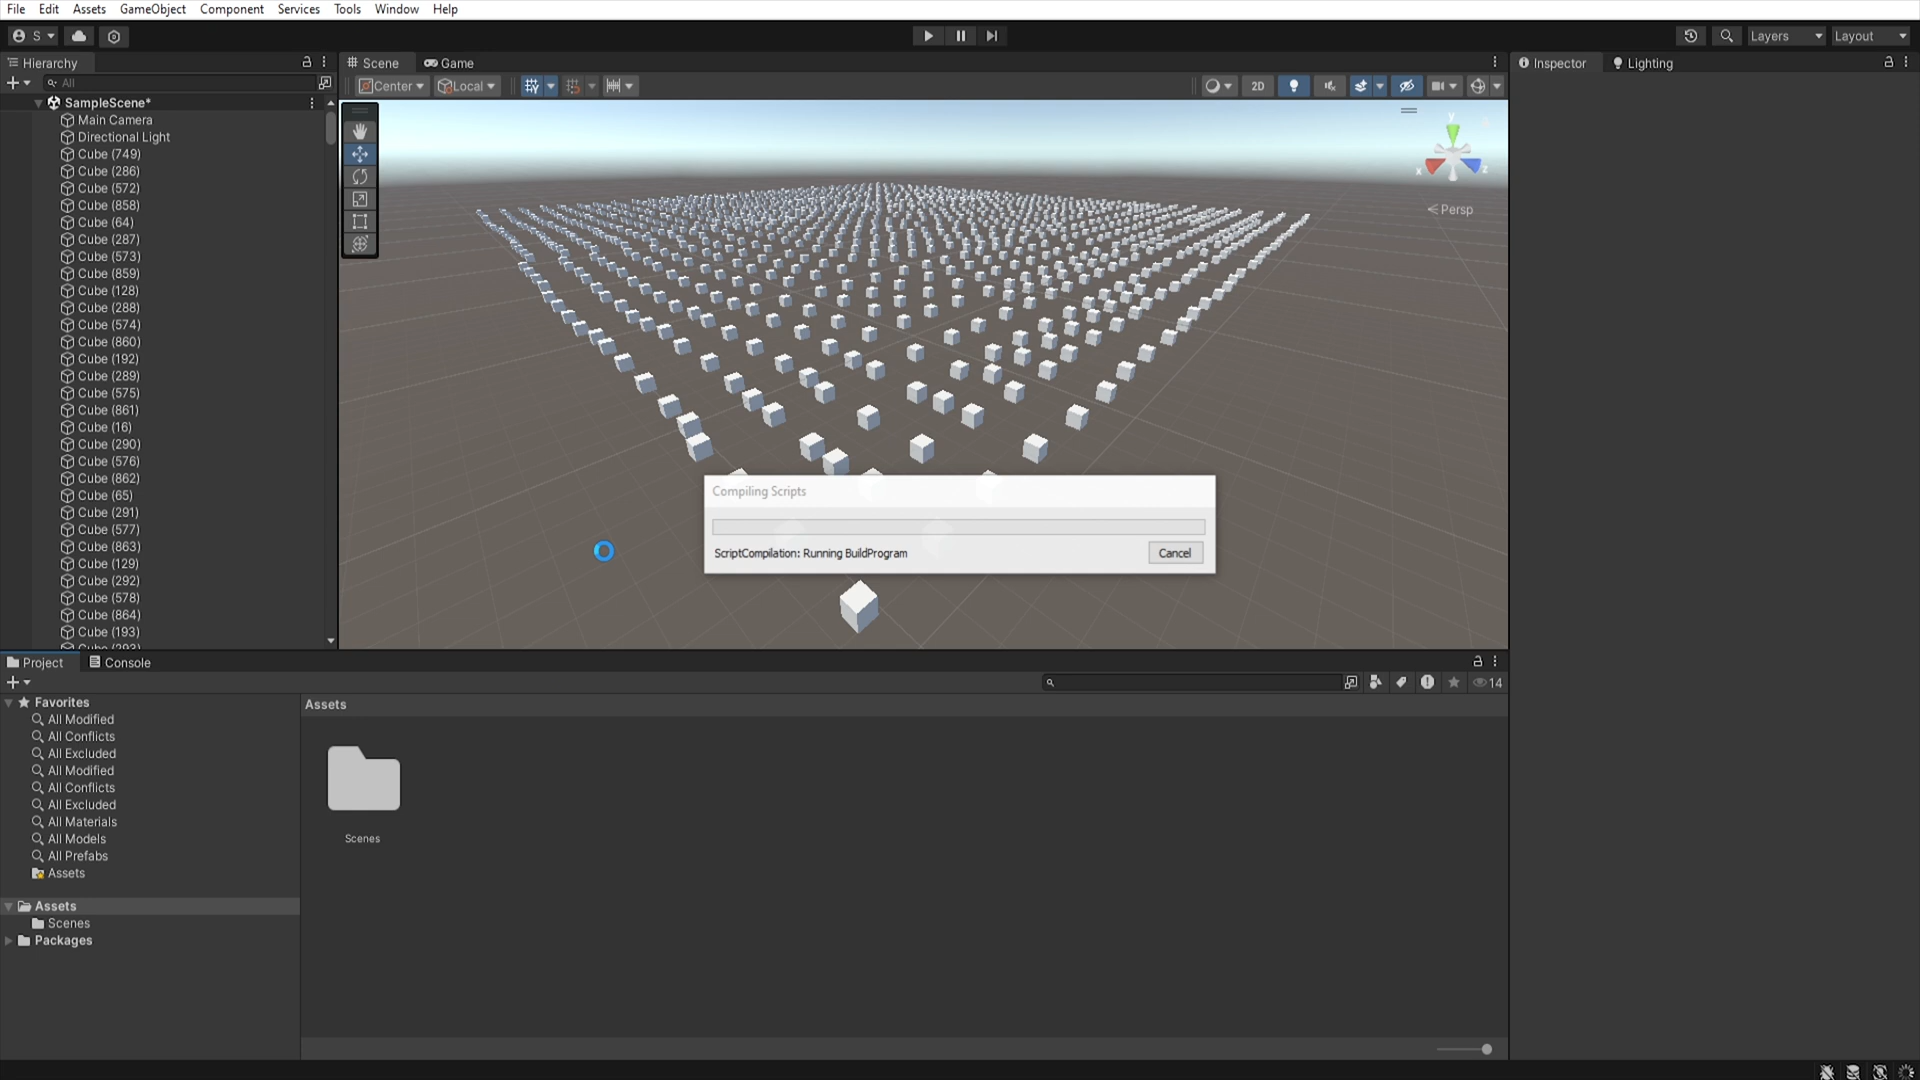 File Edit Assets GameObject Component Services Tools Window Help
S Layers Layout
Hierarchy Scene Game Inspector Lighting
All Center Local 2D
SampleScene*
Main Camera
Directional Light
Cube (749)
Cube (286)
Cube (572)
Cube (858)
Cube (64)
Cube (287)
Cube (573)
Cube (859)
Cube (128)
Cube (288)
Cube (574)
Cube (860)
Cube (192)
Cube (289)
Cube (575)
Cube (861)
Cube (16)
Cube (290)
Cube (576)
Cube (862)
Cube (65)
Cube (291)
Cube (577)
Cube (863)
Cube (129)
Cube (292)
Cube (578)
Cube (864)
Cube (193)
y
x z
Persp
Compiling Scripts
ScriptCompilation: Running BuildProgram Cancel
Project Console
14
Favorites
All Modified
All Conflicts
All Excluded
All Modified
All Conflicts
All Excluded
All Materials
All Models
All Prefabs
Assets
Assets
Scenes
Packages
Assets
Scenes